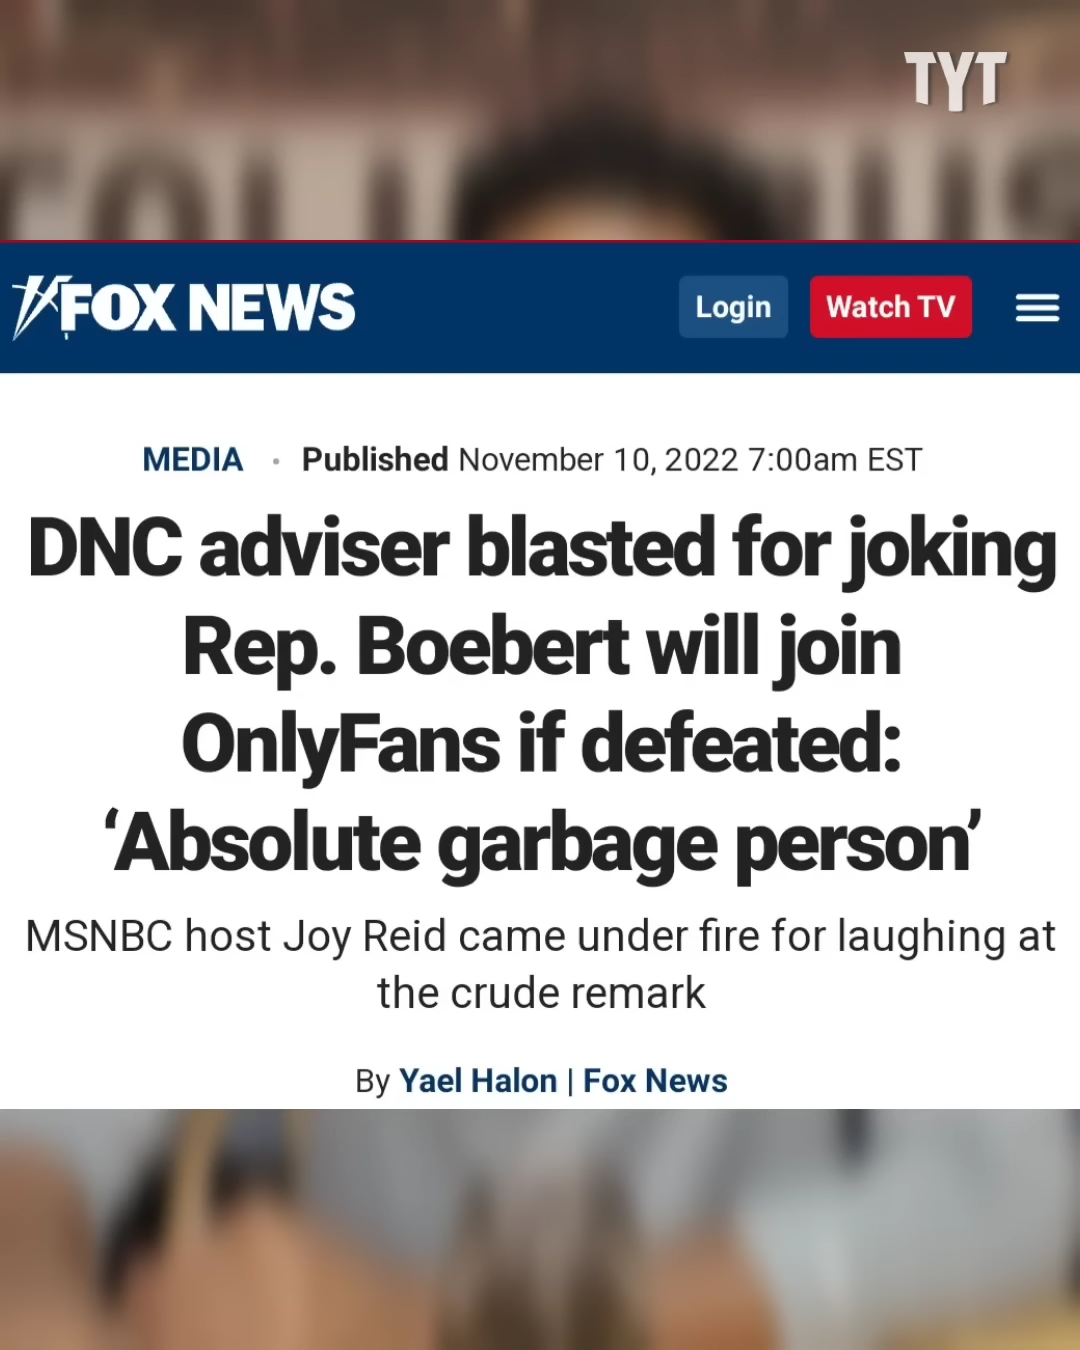 TYT
FOX NEWS
Login
Watch TV
MEDIA • Published November 10, 2022 7:00am EST
DNC adviser blasted for joking
Rep. Boebert will join
OnlyFans if defeated:
‘Absolute garbage person’
MSNBC host Joy Reid came under fire for laughing at
the crude remark
By Yael Halon | Fox News